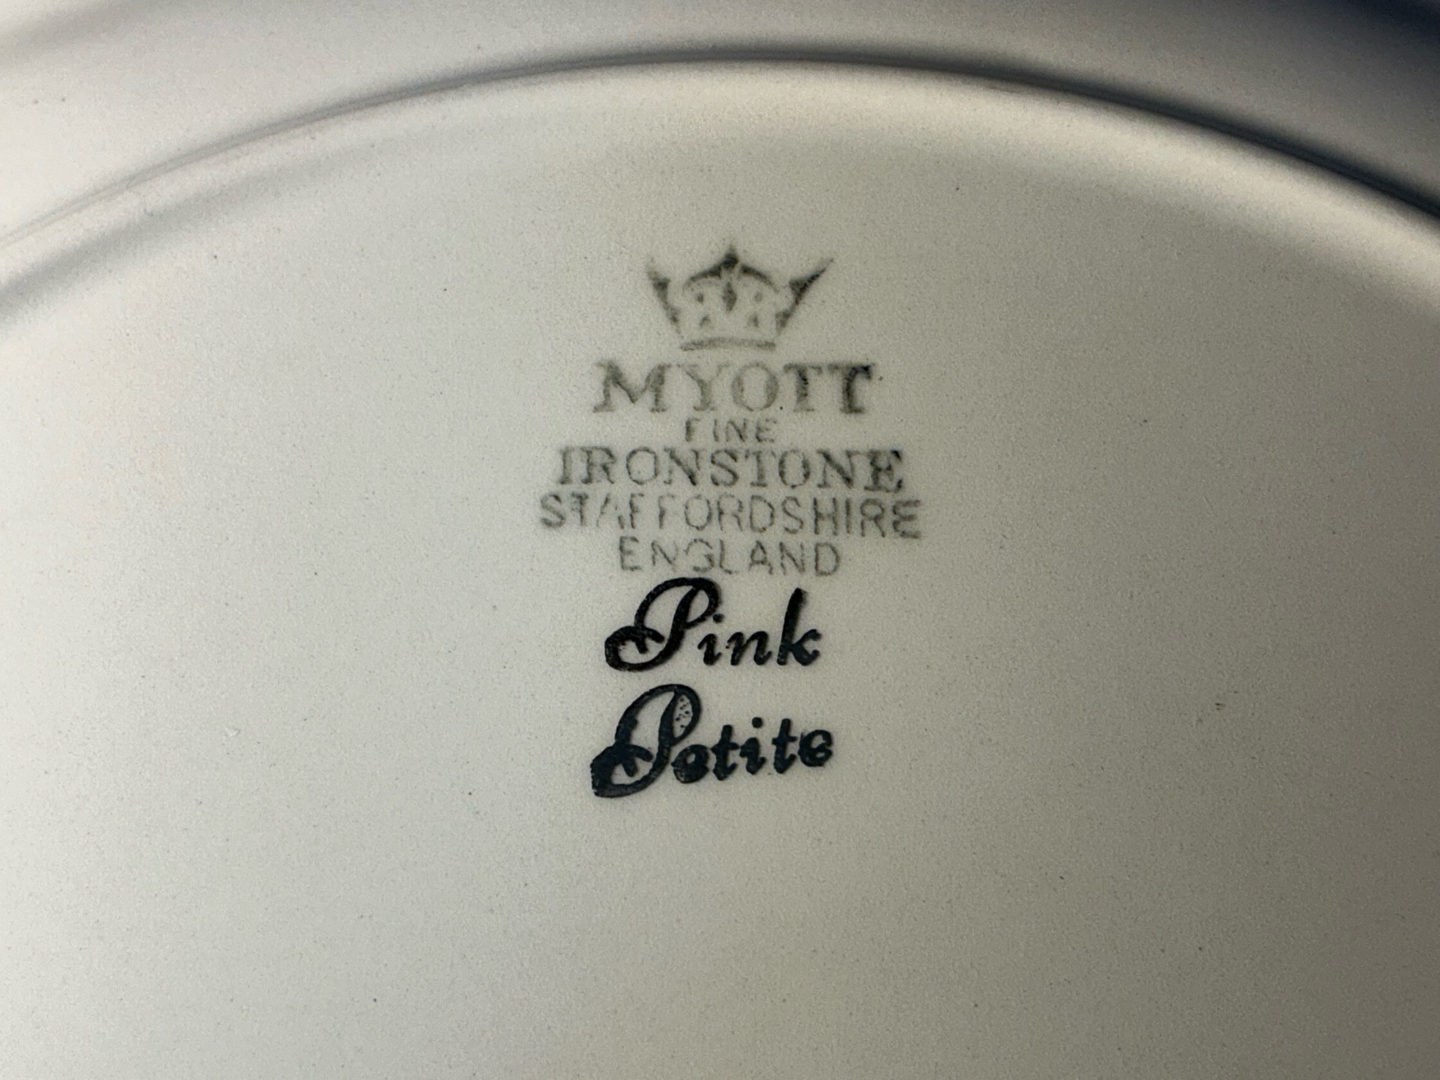 MYOTT
FINE
IRONSTONE
STAFFORDSHIRE
ENGLAND
Pink
Petite